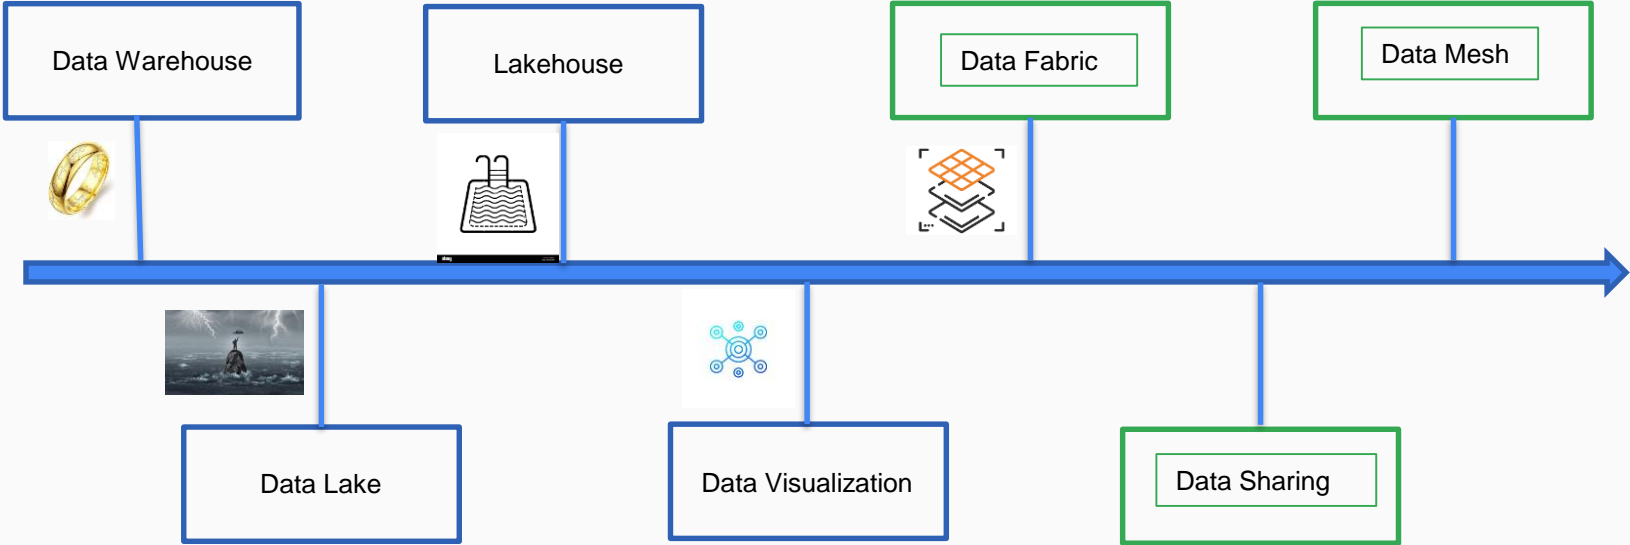 Data Warehouse
Lakehouse
Data Fabric
Data Mesh
Data Lake
Data Visualization
Data Sharing